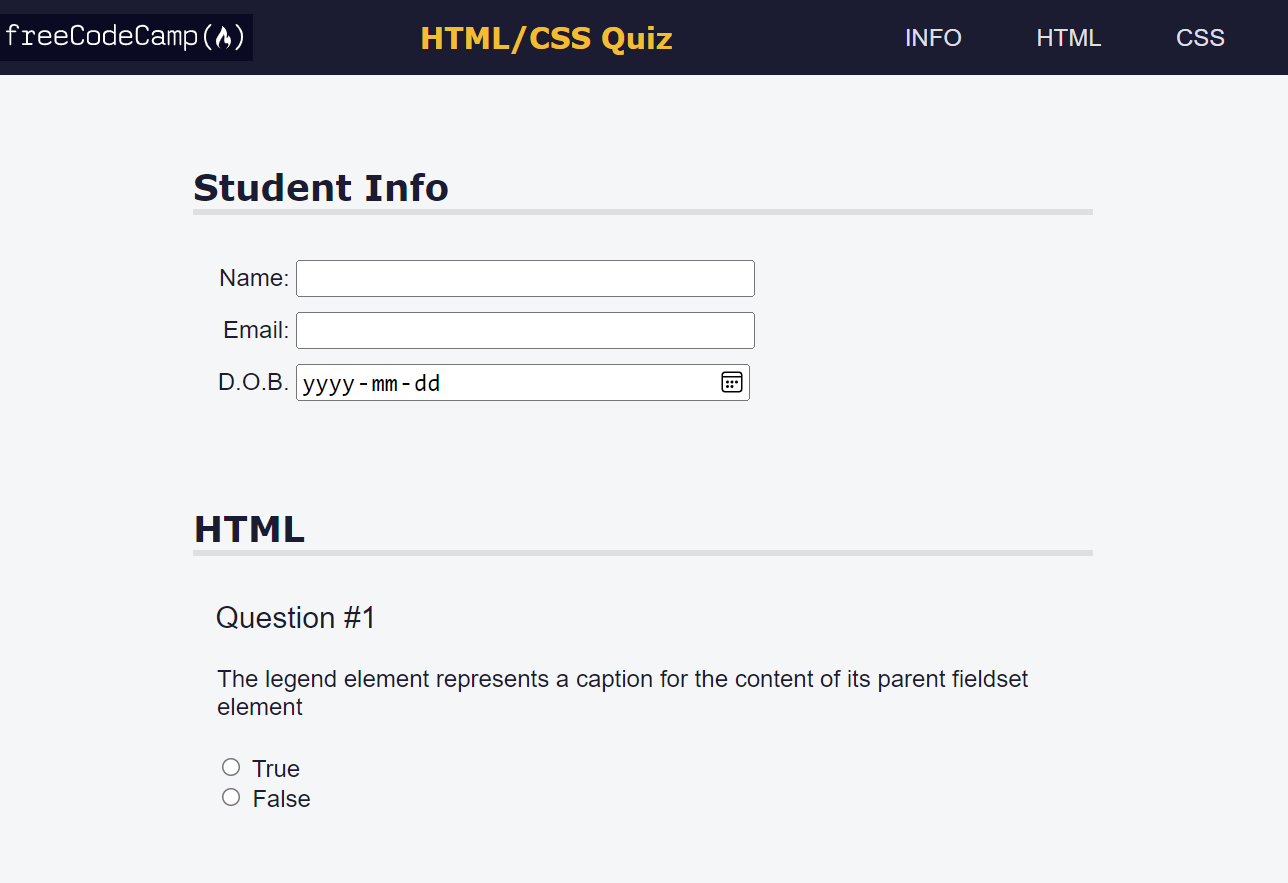 freeCodeCamp(🔥)
HTML/CSS Quiz
INFO
HTML
CSS
Student Info
Name:
Email:
D.O.B. yyyy-mm-dd
HTML
Question #1
The legend element represents a caption for the content of its parent fieldset
element
True
False